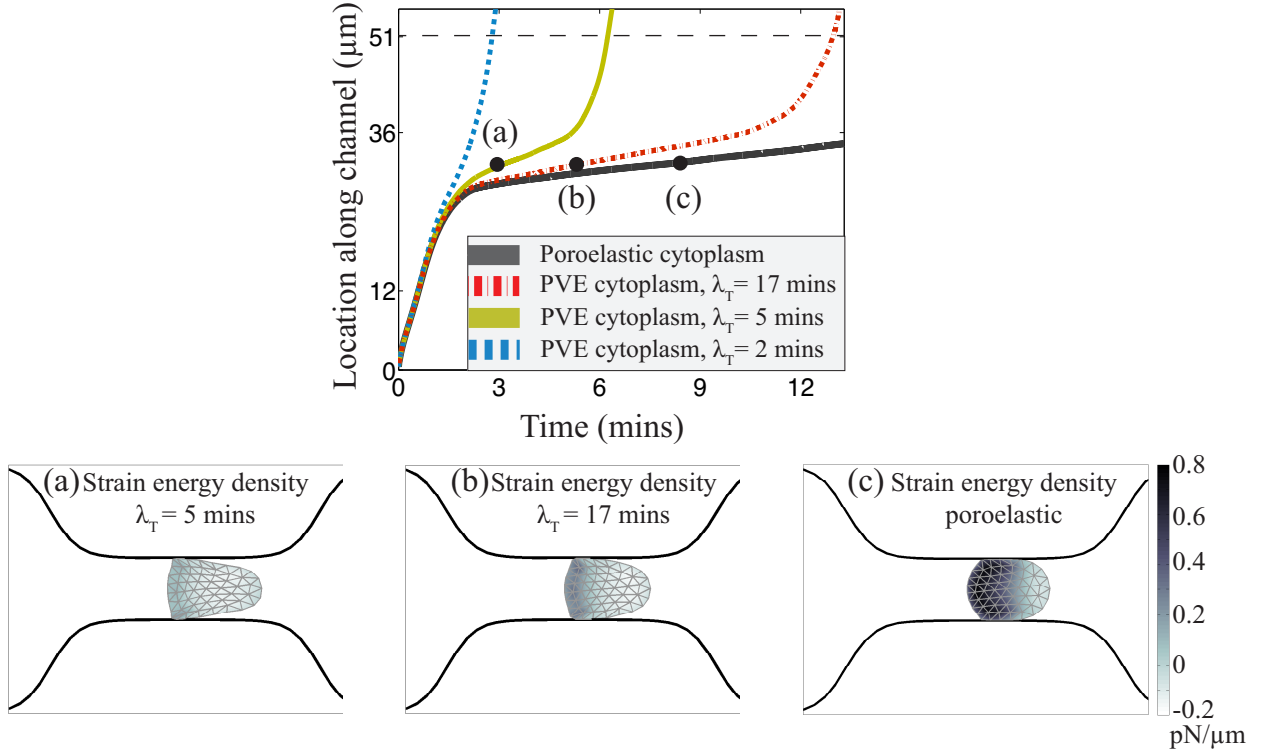 Location along channel (μm)
51
36
12
0
(a)
(b)
(c)
Poroelastic cytoplasm
PVE cytoplasm, λT= 17 mins
PVE cytoplasm, λT= 5 mins
PVE cytoplasm, λT= 2 mins
0 3 6 9 12
Time (mins)
(a) Strain energy density
λT= 5 mins
(b) Strain energy density
λT= 17 mins
(c) Strain energy density
poroelastic
0.8
0.6
0.4
0.2
0
-0.2
pN/μm